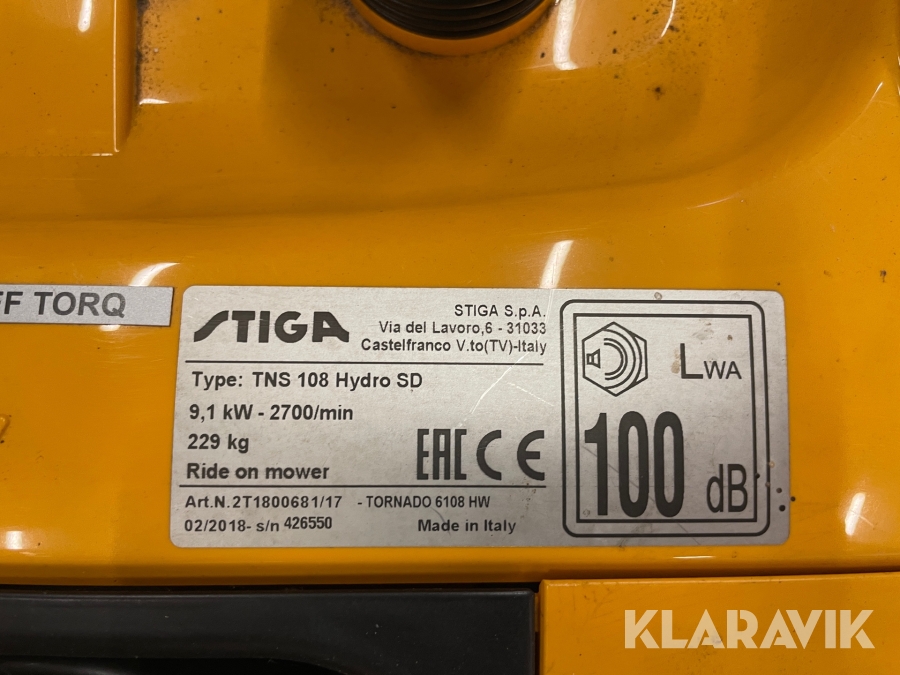 FF TORQ
STIGA
STIGA S.p.A.
Via del Lavoro,6 - 31033
Castelfranco V.to(TV)-Italy
Type: TNS 108 Hydro SD
9,1 kW - 2700/min
229 kg
Ride on mower
EAC CE
Art.N.2T1800681/17 - TORNADO 6108 HW
02/2018- s/n 426550 Made in Italy
LWA
100 dB
KLARAVIK